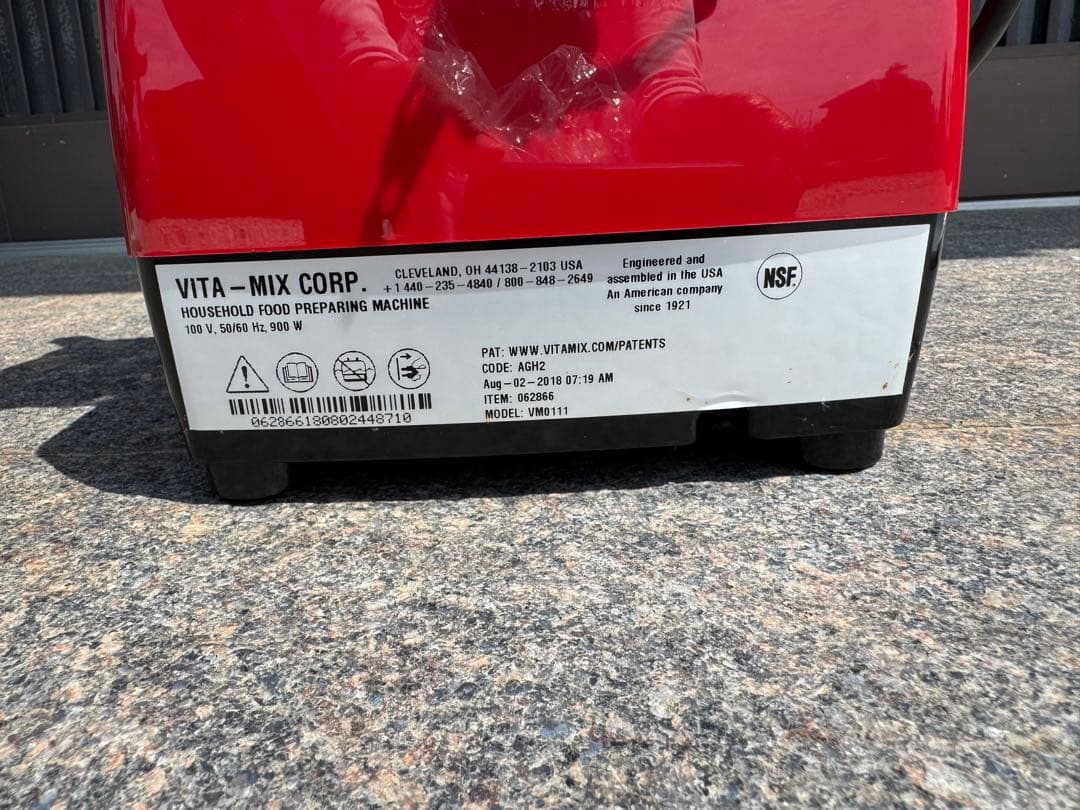 VITA-MIX CORP.
CLEVELAND, OH 44138-2103 USA
+1 440-235-4840 / 800-848-2649
HOUSEHOLD FOOD PREPARING MACHINE
100 V, 50/60 Hz, 900 W
Engineered and
assembled in the USA
An American company
since 1921
NSF®
PAT: WWW.VITAMIX.COM/PATENTS
CODE: AGH2
Aug-02-2018 07:19 AM
ITEM: 062866
MODEL: VM0111
062866180802448710